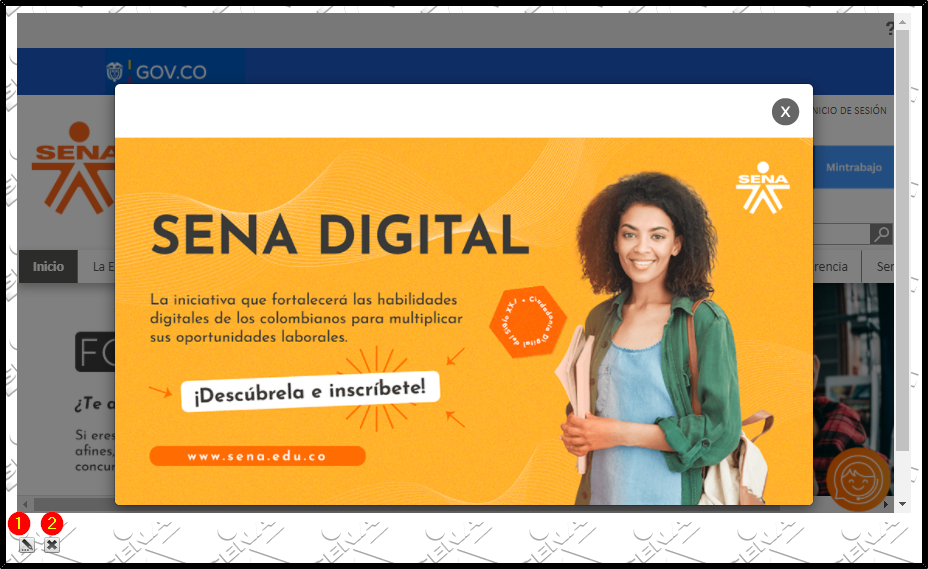 ?
GOV.CO
X
INICIO DE SESIÓN
SENA
SENA
Mintrabajo
SENA DIGITAL
Inicio
La E
rencia
Ser
La iniciativa que fortalecerá las habilidades
digitales de los colombianos para multiplicar
sus oportunidades laborales.
Ciudadanía Digital del Siglo XXI
FO
¡Descúbrela e inscríbete!
¿Te a
Si eres
afines,
concur
www.sena.edu.co
1
2